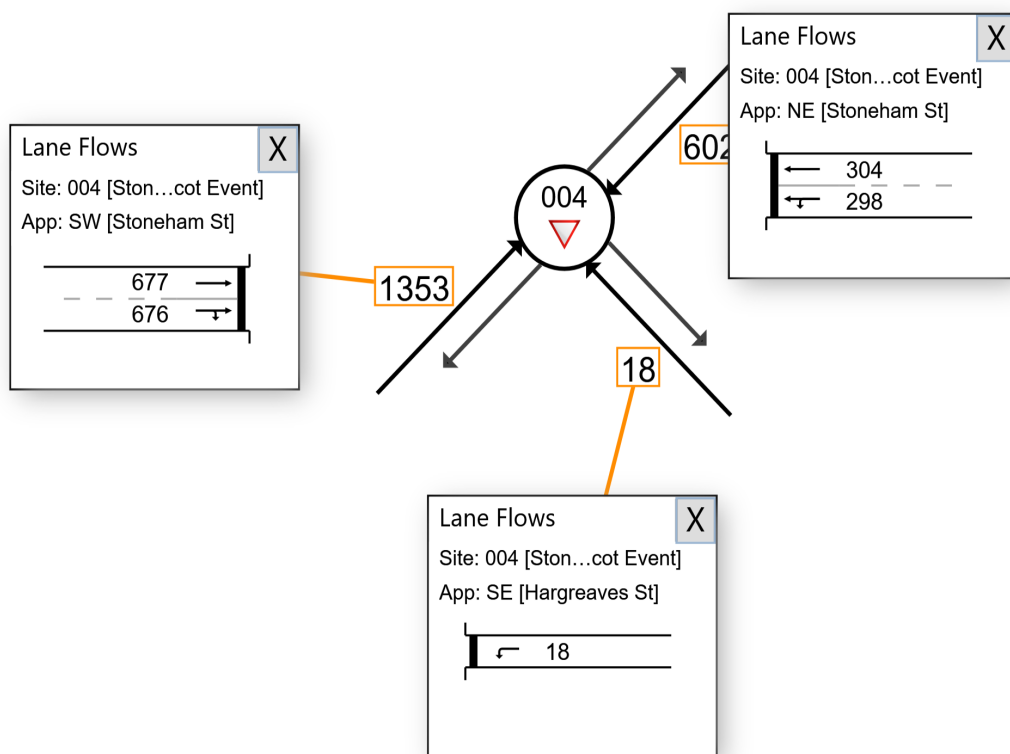 Lane Flows X
Site: 004 [Ston…cot Event]
App: SW [Stoneham St]
677
676
1353
004
602
Lane Flows X
Site: 004 [Ston…cot Event]
App: NE [Stoneham St]
304
298
18
Lane Flows X
Site: 004 [Ston…cot Event]
App: SE [Hargreaves St]
18